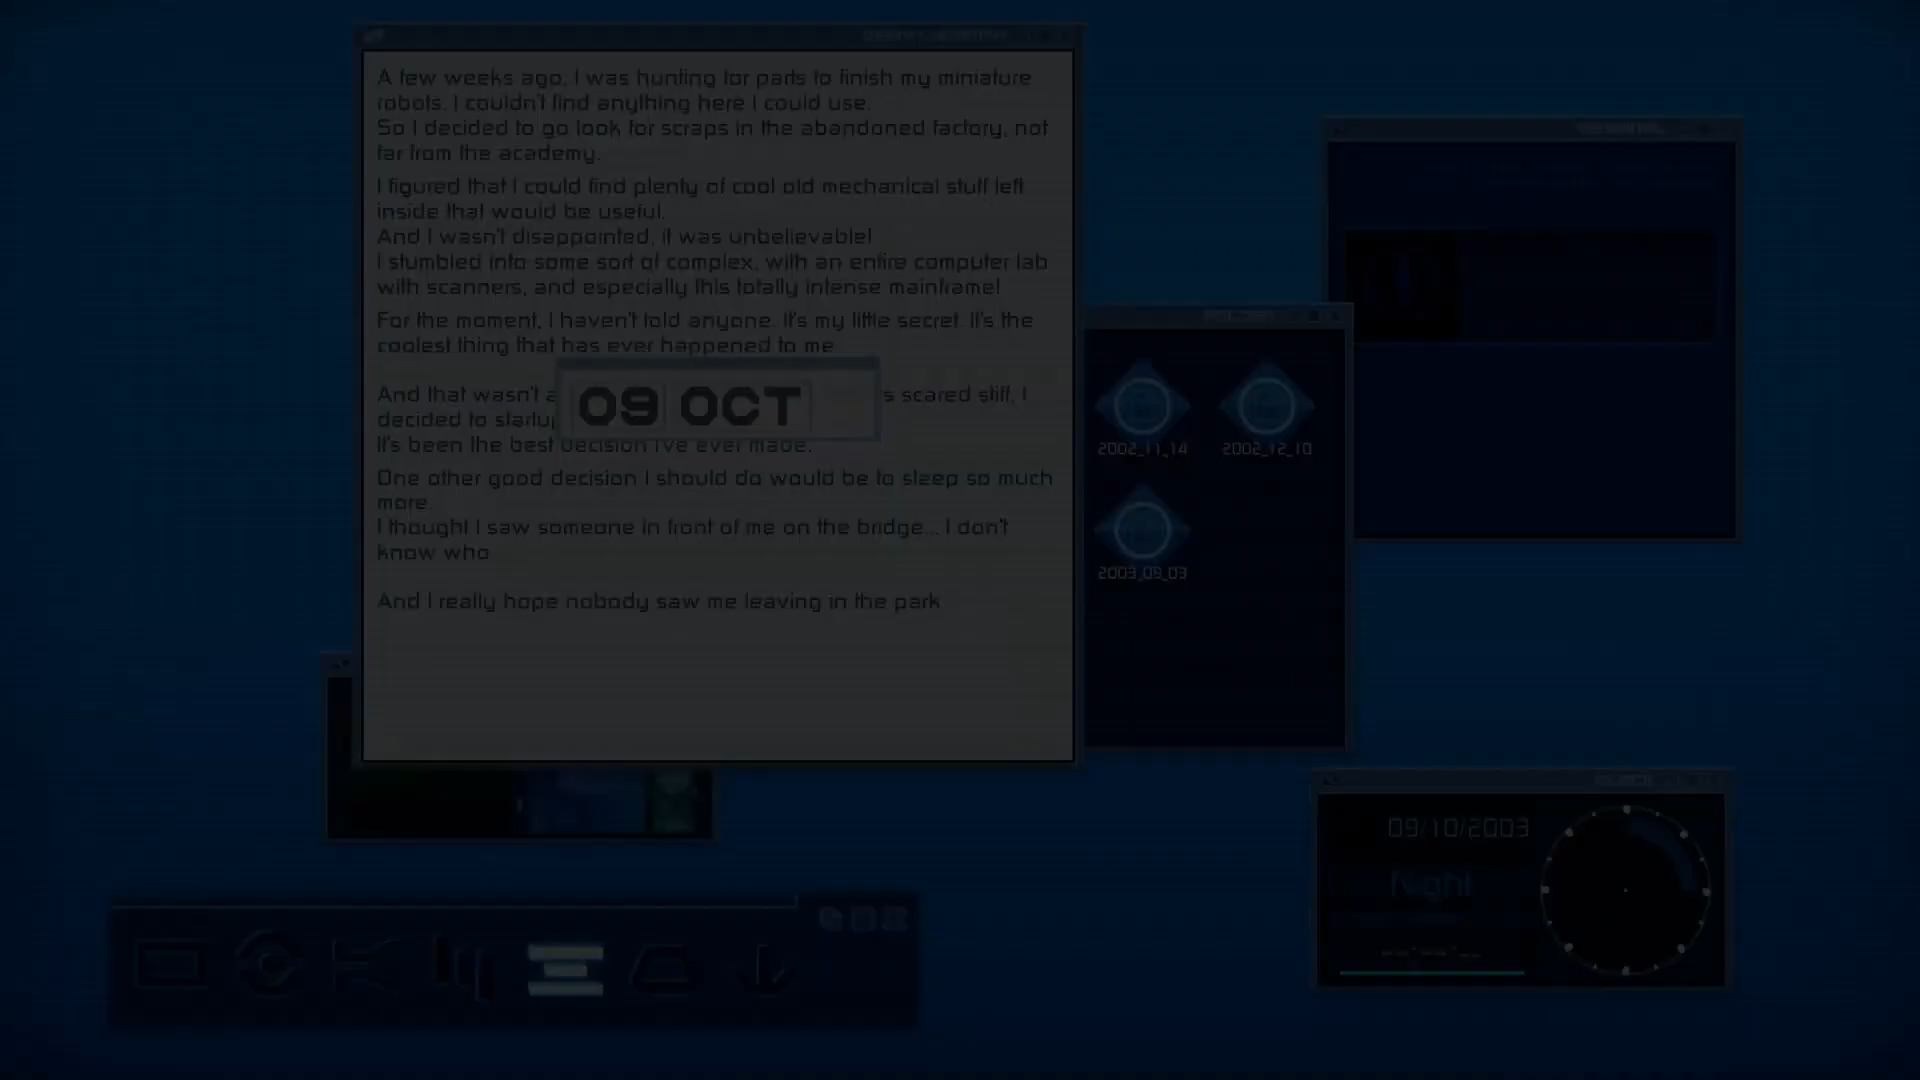 A few weeks ago, I was hunting for parts to finish my miniature
robots. I couldn't find anything here I could use.
So I decided to go look for scraps in the abandoned factory, not
far from the academy.
I figured that I could find plenty of cool old mechanical stuff left
inside that would be useful.
And I wasn't disappointed, it was unbelievable!
I stumbled into some sort of complex, with an entire computer lab
with scanners, and especially this totally intense mainframe!
For the moment, I haven't told anyone. It's my little secret. It's the
coolest thing that has ever happened to me
And that wasn't a
s scared stiff, I
decided to startup
It's been the best decision I've ever made.
One other good decision I should do would be to sleep so much
more.
I thought I saw someone in front of me on the bridge... I don't
know who
And I really hope nobody saw me leaving in the park
09 OCT
2002_11_14
2002_12_10
2003_03_03
09/10/2003
Night